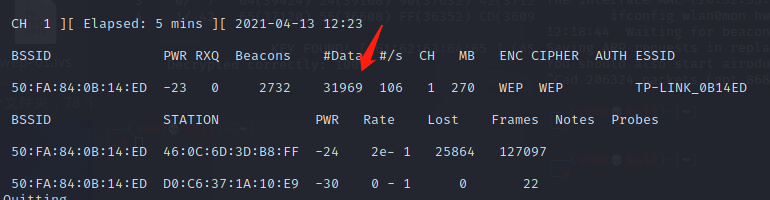 CH 1 ][ Elapsed: 5 mins ][ 2021-04-13 12:23
BSSID PWR RXQ Beacons #Data #/s CH MB ENC CIPHER AUTH ESSID
50:FA:84:0B:14:ED -23 0 2732 31969 106 1 270 WEP WEP TP-LINK_0B14ED
BSSID STATION PWR Rate Lost Frames Notes Probes
50:FA:84:0B:14:ED 46:0C:6D:3D:B8:FF -24 2e- 1 25864 127097
50:FA:84:0B:14:ED D0:C6:37:1A:10:E9 -30 0 - 1 0 22
Quitting